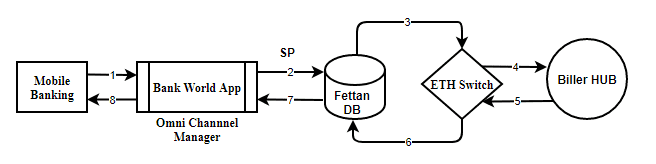 SP
3
Mobile
Banking
1
8
Bank World App
Omni Channnel
Manager
2
7
Fettan
DB
ETH Switch
4
5
Biller HUB
6